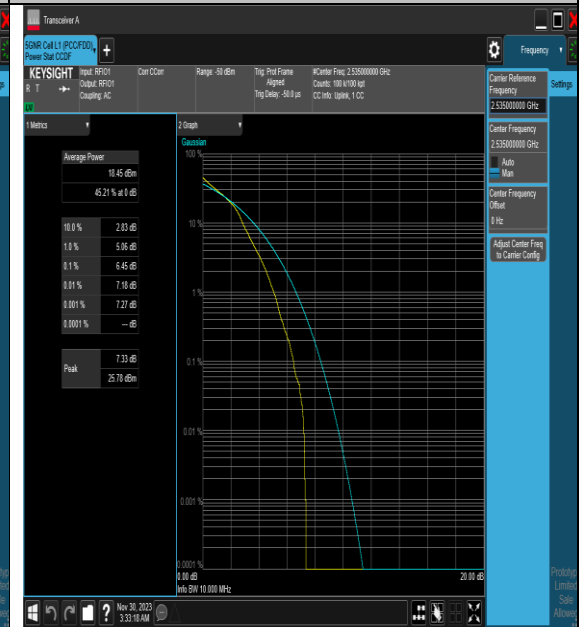 Transceiver A
5GNR Cell L1 (PCC/FDD),
Power Stat CCDF
Frequency
KEYSIGHT
R T
Input: RFIO1
Output: RFIO1
Coupling: AC
Corr CCorr
Range: -50 dBm
Trig: Prot Frame
Aligned
Trig Delay: -50.0 µs
#Center Freq: 2.535000000 GHz
Counts: 100 k/100 kpt
CC Info: Uplink, 1 CC
Carrier Reference
Frequency
2.535000000 GHz
Settings
Center Frequency
2.535000000 GHz
Auto
Man
Center Frequency
Offset
0 Hz
Adjust Center Freq
to Carrier Config
1 Metrics
Average Power
18.45 dBm
45.21 % at 0 dB
10.0 % 2.83 dB
1.0 % 5.06 dB
0.1 % 6.45 dB
0.01 % 7.18 dB
0.001 % 7.27 dB
0.0001 % --- dB
Peak
7.33 dB
25.78 dBm
2 Graph
Gaussian
100 %
10 %
1 %
0.1 %
0.01 %
0.001 %
0.0001 %
0.00 dB
20.00 dB
Info BW 10.000 MHz
Nov 30, 2023
3:33:18 AM